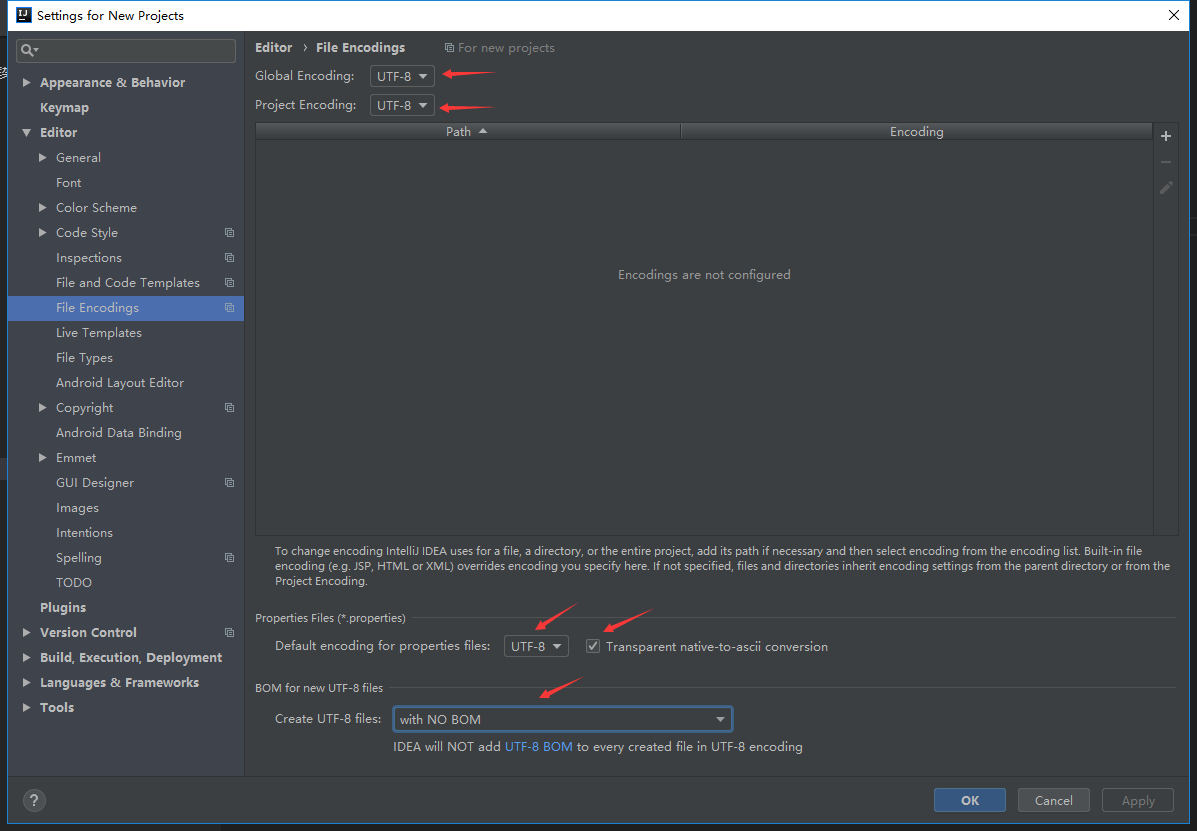 Settings for New Projects
Appearance & Behavior
Keymap
Editor
General
Font
Color Scheme
Code Style
Inspections
File and Code Templates
File Encodings
Live Templates
File Types
Android Layout Editor
Copyright
Android Data Binding
Emmet
GUI Designer
Images
Intentions
Spelling
TODO
Plugins
Version Control
Build, Execution, Deployment
Languages & Frameworks
Tools
Editor › File Encodings For new projects
Global Encoding: UTF-8
Project Encoding: UTF-8
Path Encoding
Encodings are not configured
To change encoding IntelliJ IDEA uses for a file, a directory, or the entire project, add its path if necessary and then select encoding from the encoding list. Built-in file
encoding (e.g. JSP, HTML or XML) overrides encoding you specify here. If not specified, files and directories inherit encoding settings from the parent directory or from the
Project Encoding.
Properties Files (*.properties)
Default encoding for properties files: UTF-8 Transparent native-to-ascii conversion
BOM for new UTF-8 files
Create UTF-8 files: with NO BOM
IDEA will NOT add UTF-8 BOM to every created file in UTF-8 encoding
? OK Cancel Apply